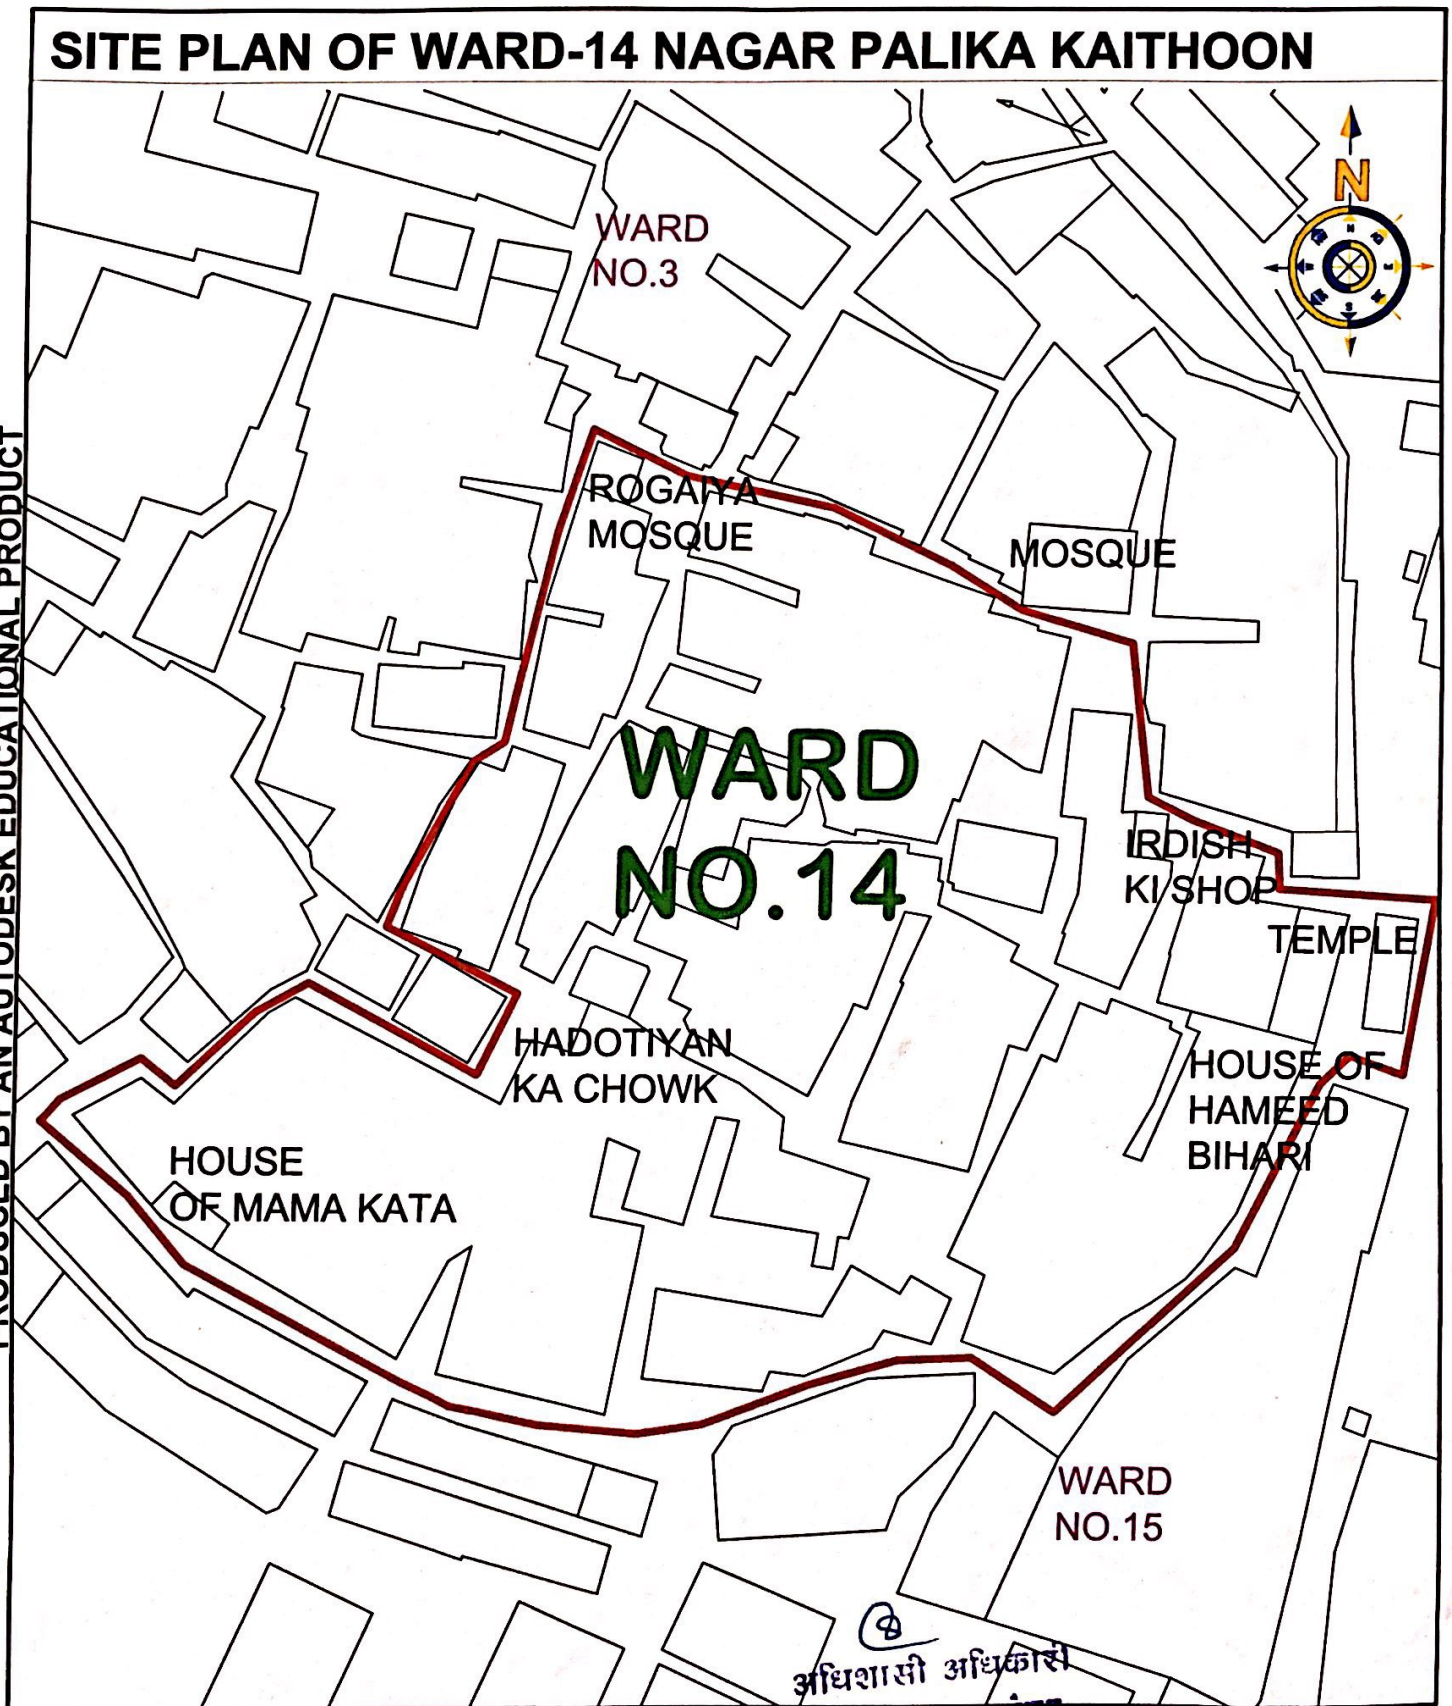 SITE PLAN OF WARD-14 NAGAR PALIKA KAITHOON
N
WARD
NO.3
PRODUCED BY AN AUTODESK EDUCATIONAL PRODUCT
ROGAIYA
MOSQUE
MOSQUE
WARD
NO.14
IRDISH
KI SHOP
TEMPLE
HADOTIYAN
KA CHOWK
HOUSE OF
HAMEED
BIHARI
HOUSE
OF MAMA KATA
WARD
NO.15
अधिशासी अधिकारी